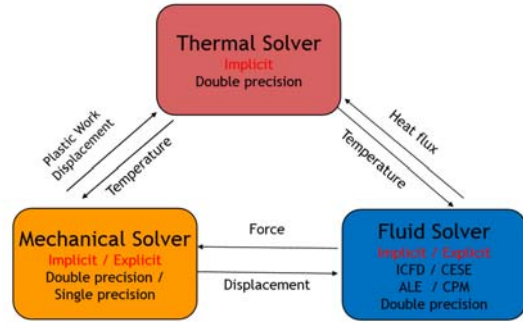 Thermal Solver
Implicit
Double precision
Plastic Work
Displacement
Temperature
Heat flux
Temperature
Mechanical Solver
Implicit / Explicit
Double precision /
Single precision
Force
Displacement
Fluid Solver
Implicit / Explicit
ICFD / CESE
ALE / CPM
Double precision